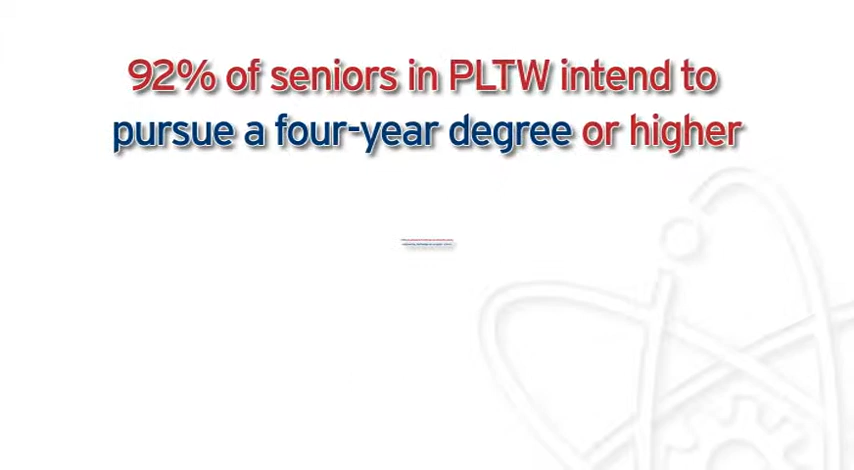 92% of seniors in PLTW intend to
pursue a four-year degree or higher